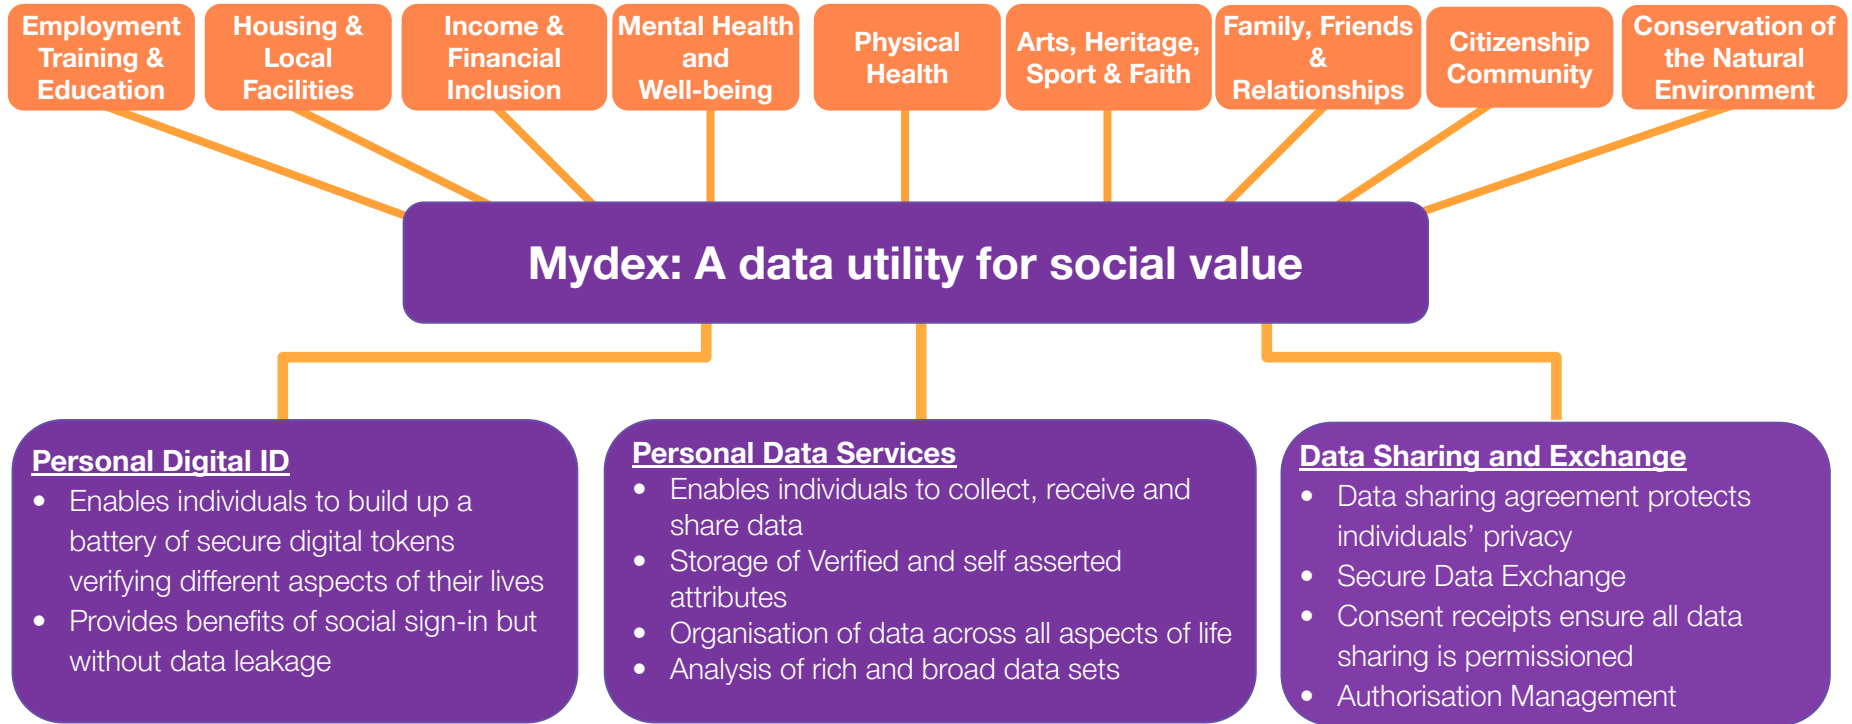 Employment
Training &
Education
Housing &
Local
Facilities
Income &
Financial
Inclusion
Mental Health
and
Well-being
Physical
Health
Arts, Heritage,
Sport & Faith
Family, Friends
&
Relationships
Citizenship
Community
Conservation of
the Natural
Environment
Mydex: A data utility for social value
Personal Digital ID
• Enables individuals to build up a
battery of secure digital tokens
verifying different aspects of their lives
• Provides benefits of social sign-in but
without data leakage
Personal Data Services
• Enables individuals to collect, receive and
share data
• Storage of Verified and self asserted
attributes
• Organisation of data across all aspects of life
• Analysis of rich and broad data sets
Data Sharing and Exchange
• Data sharing agreement protects
individuals’ privacy
• Secure Data Exchange
• Consent receipts ensure all data
sharing is permissioned
• Authorisation Management